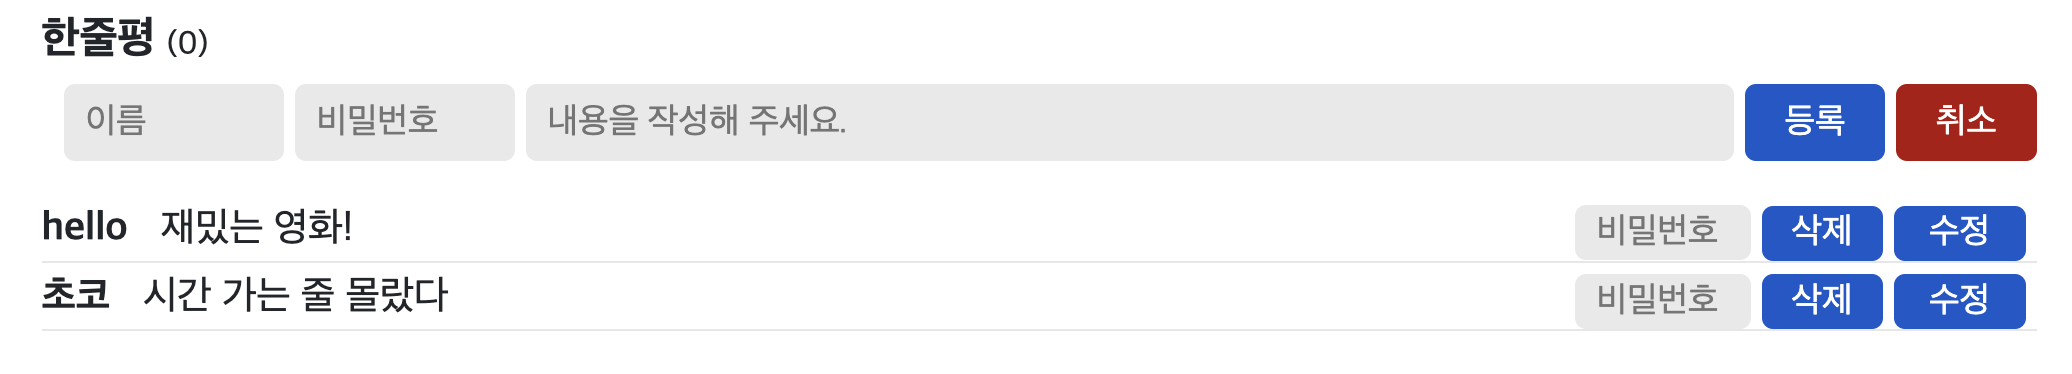 한줄평 (0)
이름 비밀번호 내용을 작성해 주세요. 등록 취소
hello 재밌는 영화! 비밀번호 삭제 수정
초코 시간 가는 줄 몰랐다 비밀번호 삭제 수정